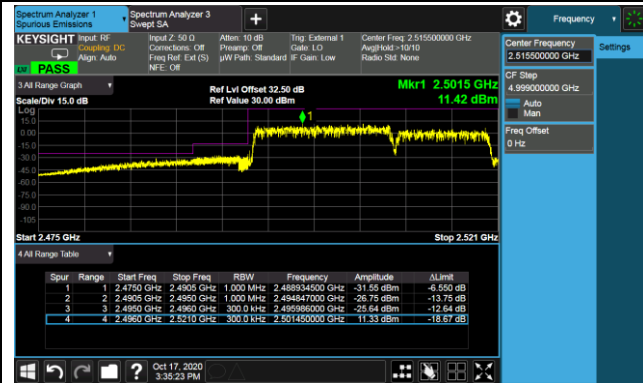 Spectrum Analyzer 1
Spurious Emissions
Spectrum Analyzer 3
Swept SA
+
Frequency
KEYSIGHT
Input: RF
Coupling: DC
Align: Auto
Input Z: 50 Ω
Corrections: Off
Freq Ref: Ext (S)
NFE: Off
Atten: 10 dB
Preamp: Off
µW Path: Standard
Trig: External 1
Gate: LO
IF Gain: Low
Center Freq: 2.515500000 GHz
Avg|Hold:>10/10
Radio Std: None
PASS
Center Frequency
2.515500000 GHz
Settings
CF Step
4.999000000 GHz
Auto
Man
Freq Offset
0 Hz
3 All Range Graph
Ref Lvl Offset 32.50 dB
Mkr1 2.5015 GHz
Scale/Div 15.0 dB
Ref Value 30.00 dBm
11.42 dBm
Log
15.0
0.00
-15.0
-30.0
-45.0
-60.0
-75.0
-90.0
-105
1
Start 2.475 GHz
Stop 2.521 GHz
4 All Range Table
Spur Range Start Freq Stop Freq RBW Frequency Amplitude ΔLimit
1 1 2.4750 GHz 2.4905 GHz 1.000 MHz 2.488934500 GHz -31.55 dBm -6.550 dB
2 2 2.4905 GHz 2.4950 GHz 1.000 MHz 2.494847000 GHz -26.75 dBm -13.75 dB
3 3 2.4950 GHz 2.4960 GHz 300.0 kHz 2.495986000 GHz -25.64 dBm -12.64 dB
4 4 2.4960 GHz 2.5210 GHz 300.0 kHz 2.501450000 GHz 11.33 dBm -18.67 dB
?
Oct 17, 2020
3:35:23 PM